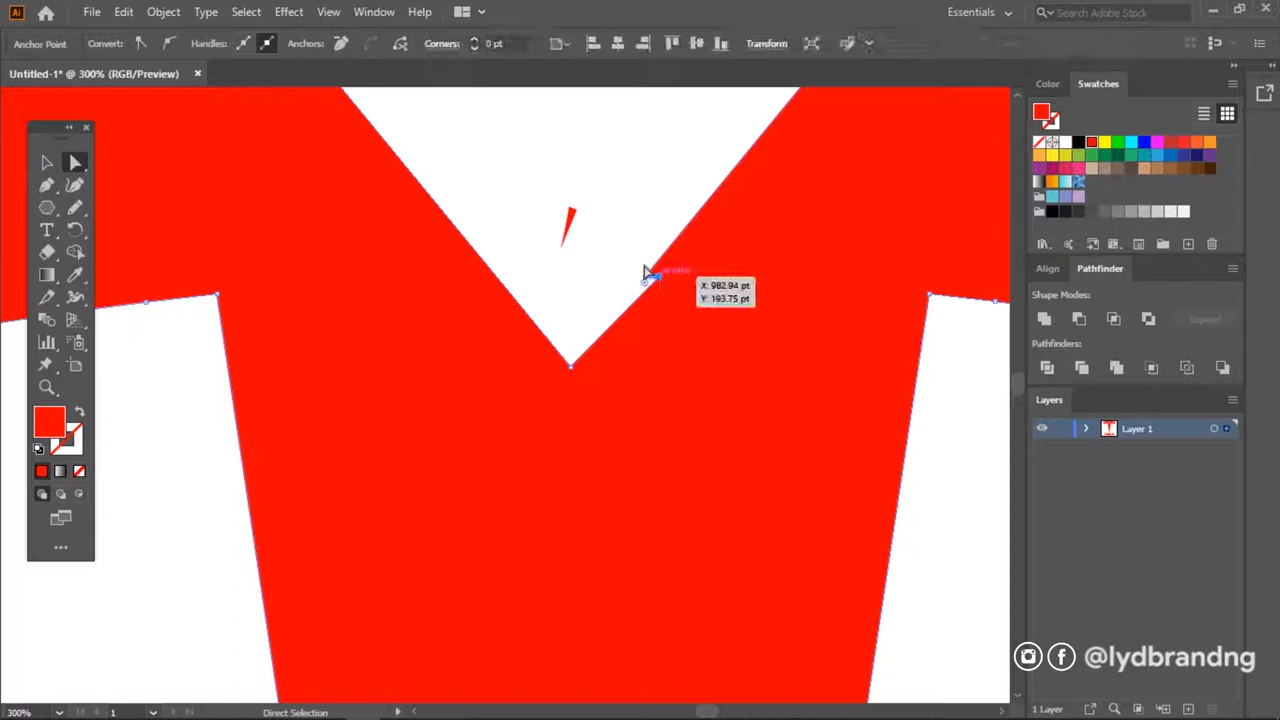 Ai
File Edit Object Type Select Effect View Window Help
Essentials
Search Adobe Stock
Anchor Point Convert: Handles: Anchors: Corners: 0 pt Transform
Untitled-1* @ 300% (RGB/Preview) ×
Color Swatches
X: 982.94 pt
Y: 193.75 pt
Align Pathfinder
Shape Modes:
Expand
Pathfinders:
Layers
Layer 1
@lydbrandng
300% 1 Direct Selection
1 Layer